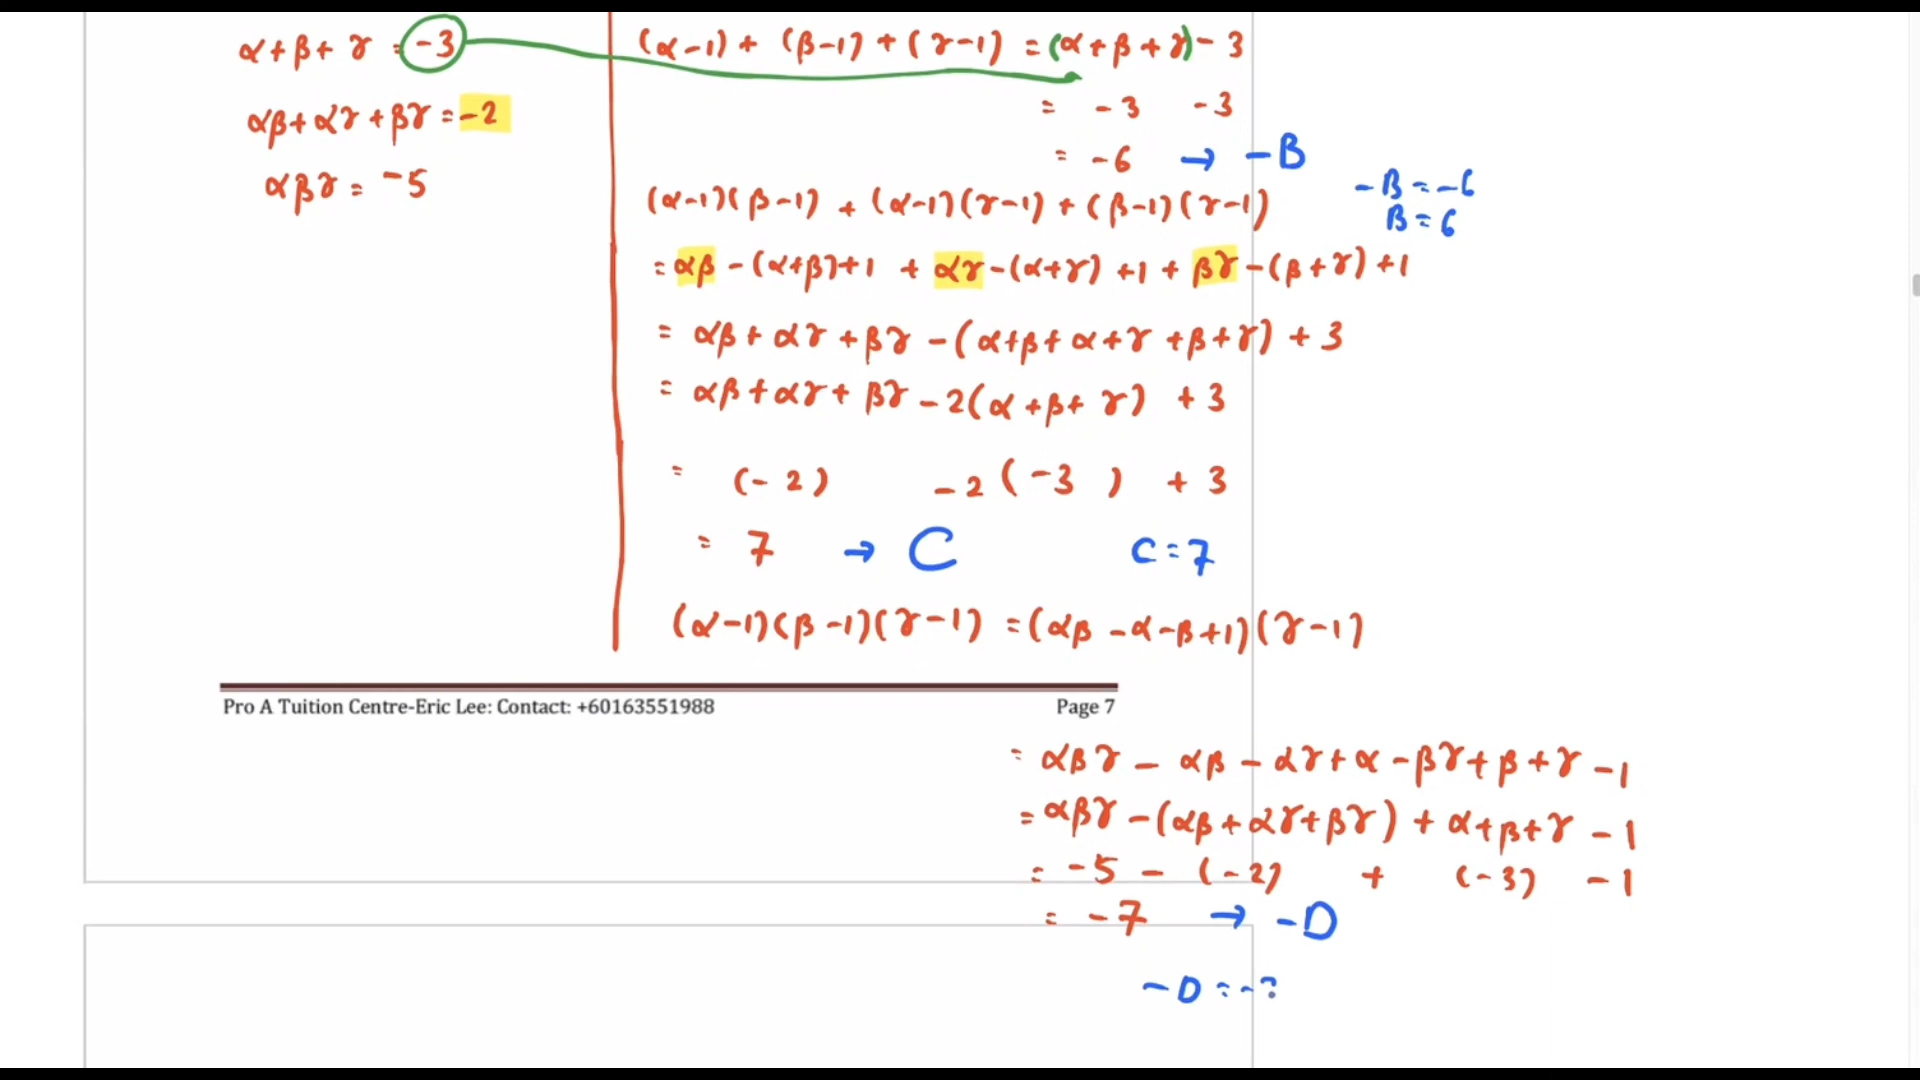 α+β+γ = -3
αβ+αγ+βγ = -2
αβγ = -5
(α-1) + (β-1) + (γ-1) = (α+β+γ) - 3
= -3 -3
= -6 → -B
-B = -6
B = 6
(α-1)(β-1) + (α-1)(γ-1) + (β-1)(γ-1)
= αβ - (α+β)+1 + αγ - (α+γ) +1 + βγ - (β+γ) +1
= αβ + αγ + βγ - (α+β+α+γ+β+γ) + 3
= αβ + αγ + βγ - 2(α+β+γ) + 3
= (-2) -2(-3) + 3
= 7 → C C = 7
(α-1)(β-1)(γ-1) = (αβ - α - β + 1)(γ-1)
Pro A Tuition Centre-Eric Lee: Contact: +60163551988 Page 7
= αβγ - αβ - αγ + α - βγ + β + γ - 1
= αβγ - (αβ + αγ + βγ) + α + β + γ - 1
= -5 - (-2) + (-3) - 1
= -7 → -D
-D = -